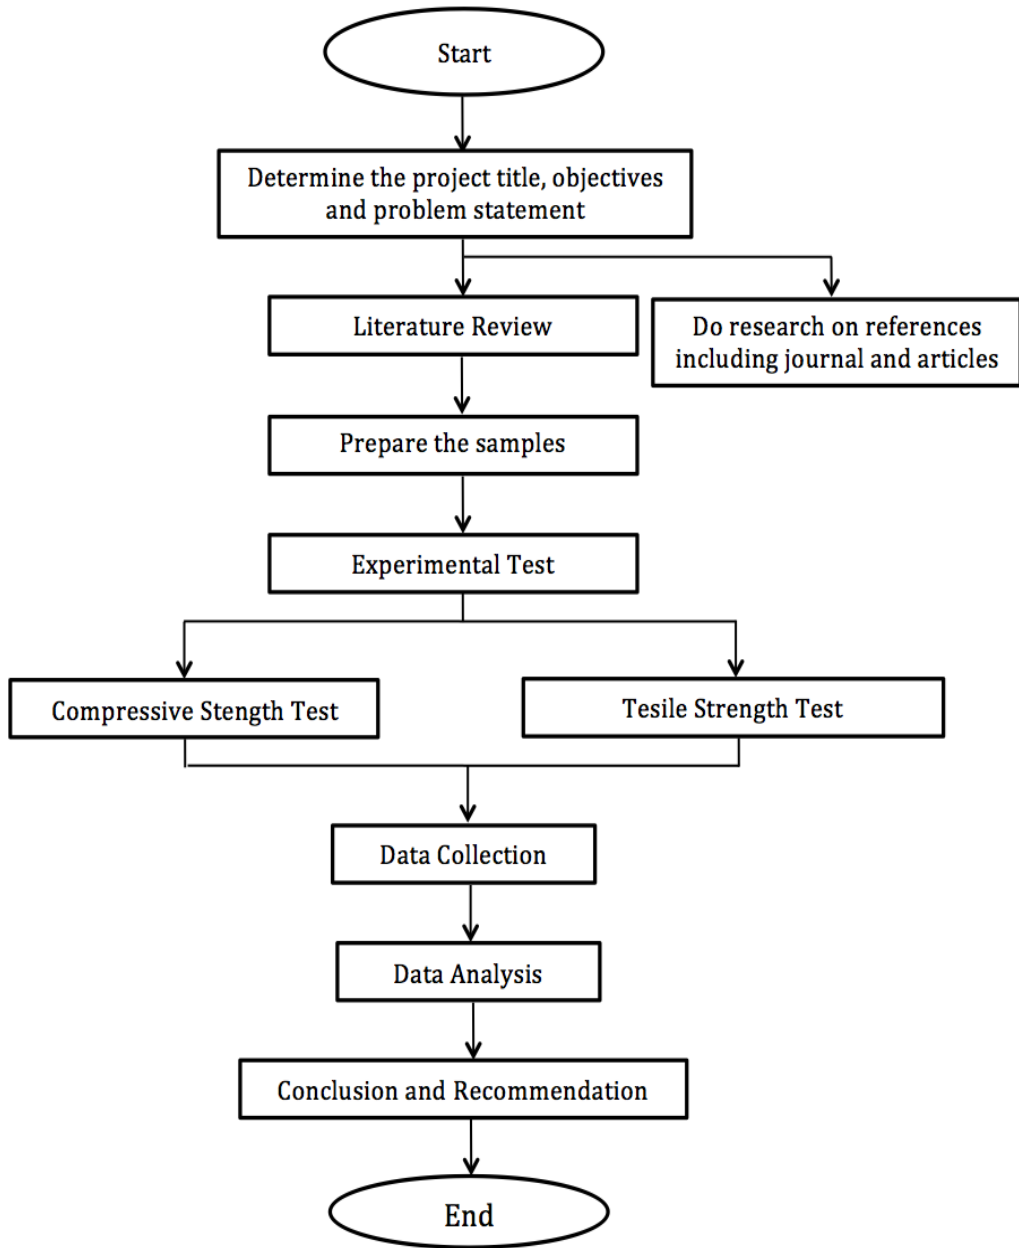 Start
Determine the project title, objectives
and problem statement
Literature Review
Do research on references
including journal and articles
Prepare the samples
Experimental Test
Compressive Stength Test
Tesile Strength Test
Data Collection
Data Analysis
Conclusion and Recommendation
End